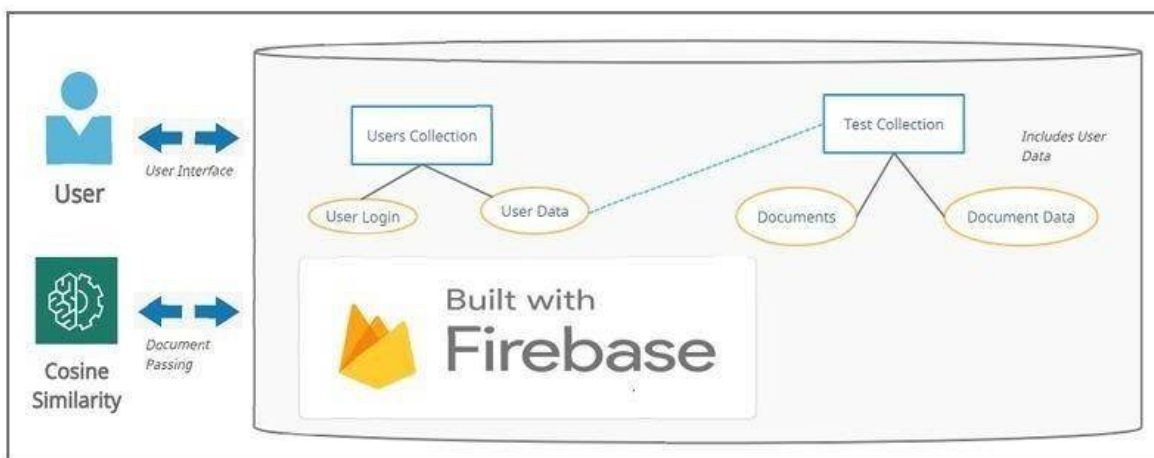 User Interface
User
Users Collection
User Login
User Data
Test Collection
Includes User
Data
Documents
Document Data
Document
Passing
Cosine
Similarity
Built with
Firebase